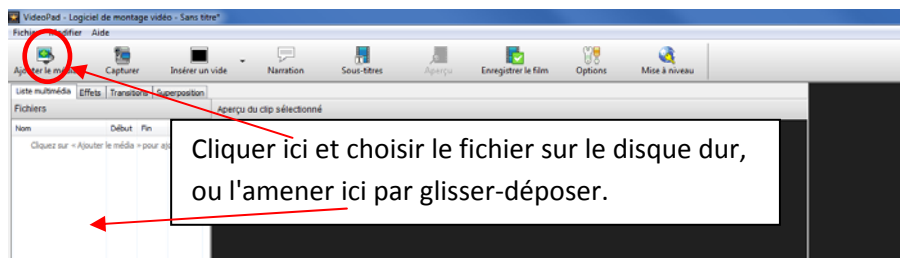 VideoPad - Logiciel de montage vidéo - Sans titre*
Fichier Modifier Aide
Ajouter le média Capturer Insérer un vide Narration Sous-titres Aperçu Enregistrer le film Options Mise à niveau
Liste multimédia Effets Transitions Superposition
Fichiers Aperçu du clip sélectionné
Nom Début Fin
Cliquez sur « Ajouter le média » pour
Cliquer ici et choisir le fichier sur le disque dur,
ou l'amener ici par glisser-déposer.